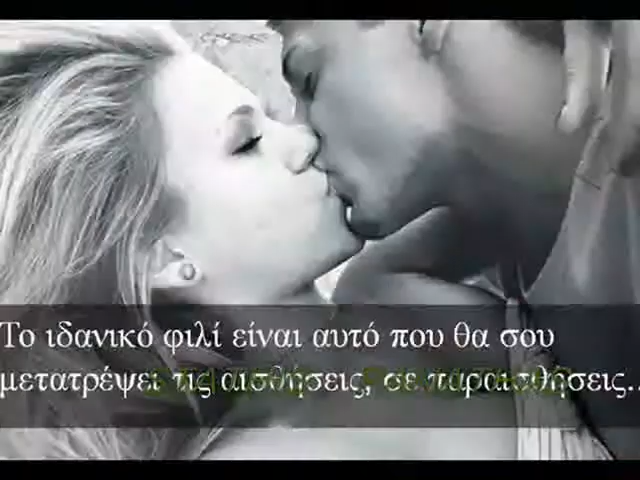 Το ιδανικό φιλί είναι αυτό που θα σου
μετατρέψει τις αισθήσεις, σε παραισθήσεις..